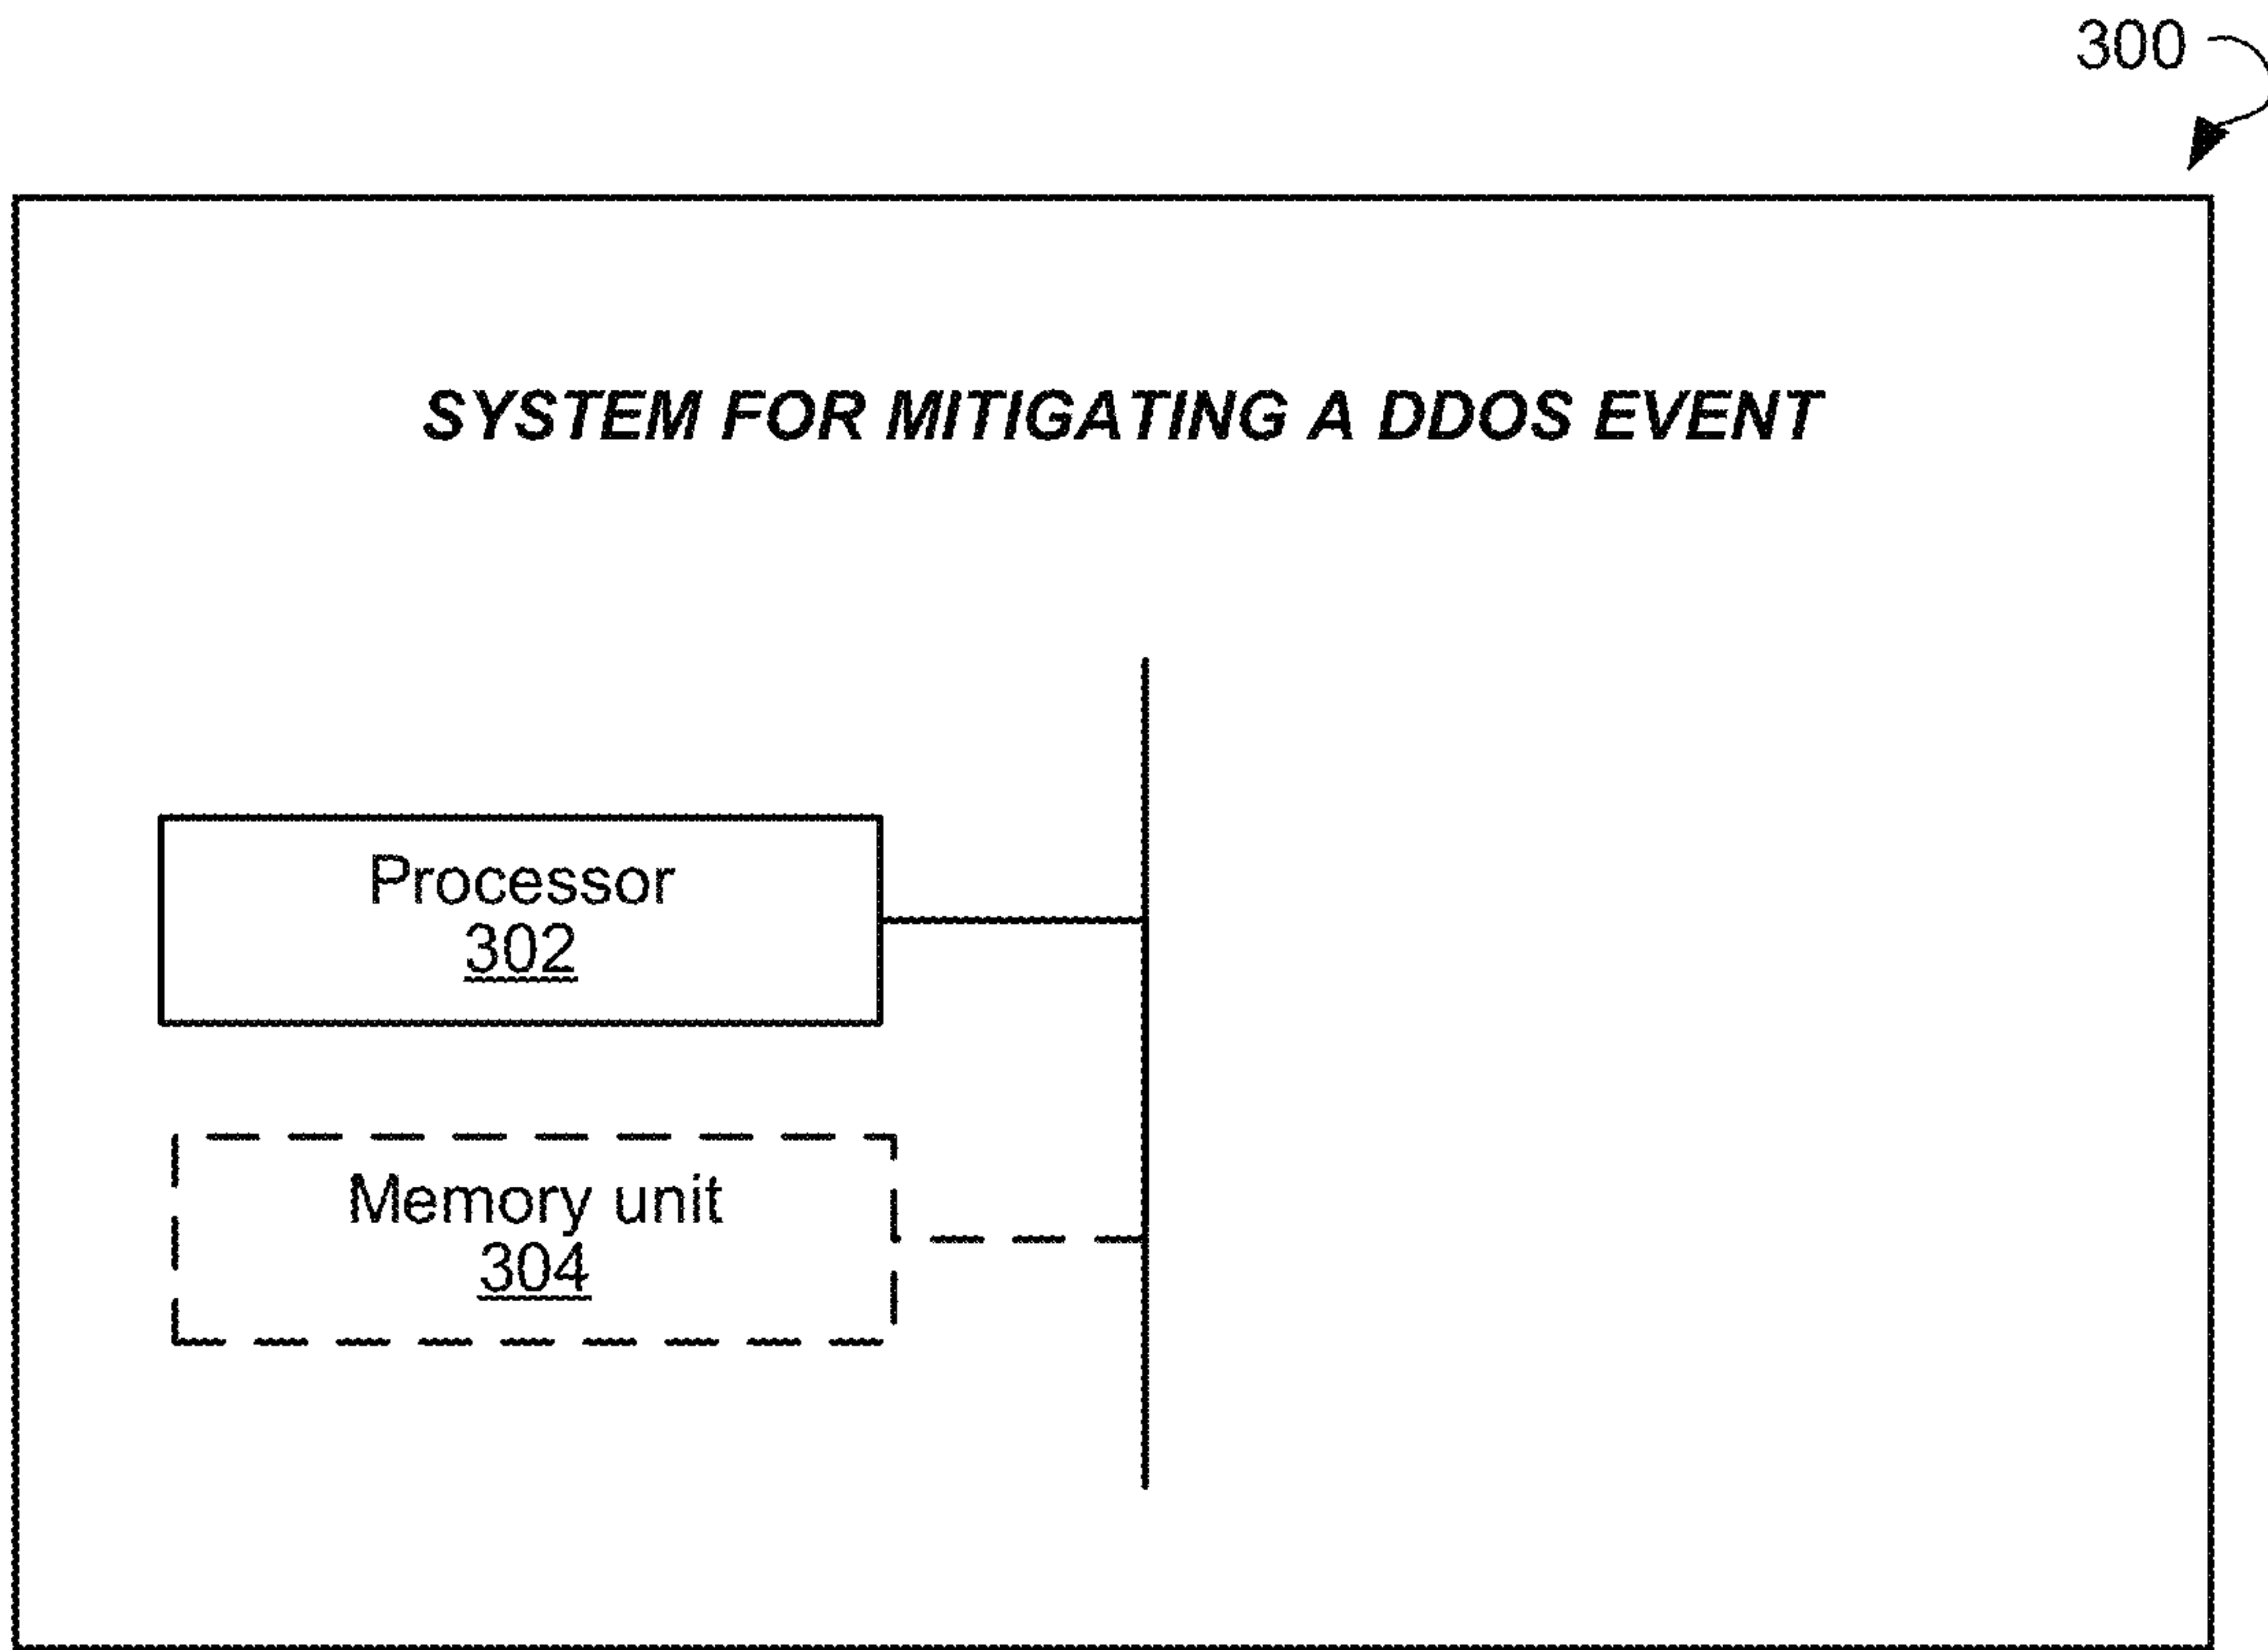 300
SYSTEM FOR MITIGATING A DDOS EVENT
Processor
302
Memory unit
304